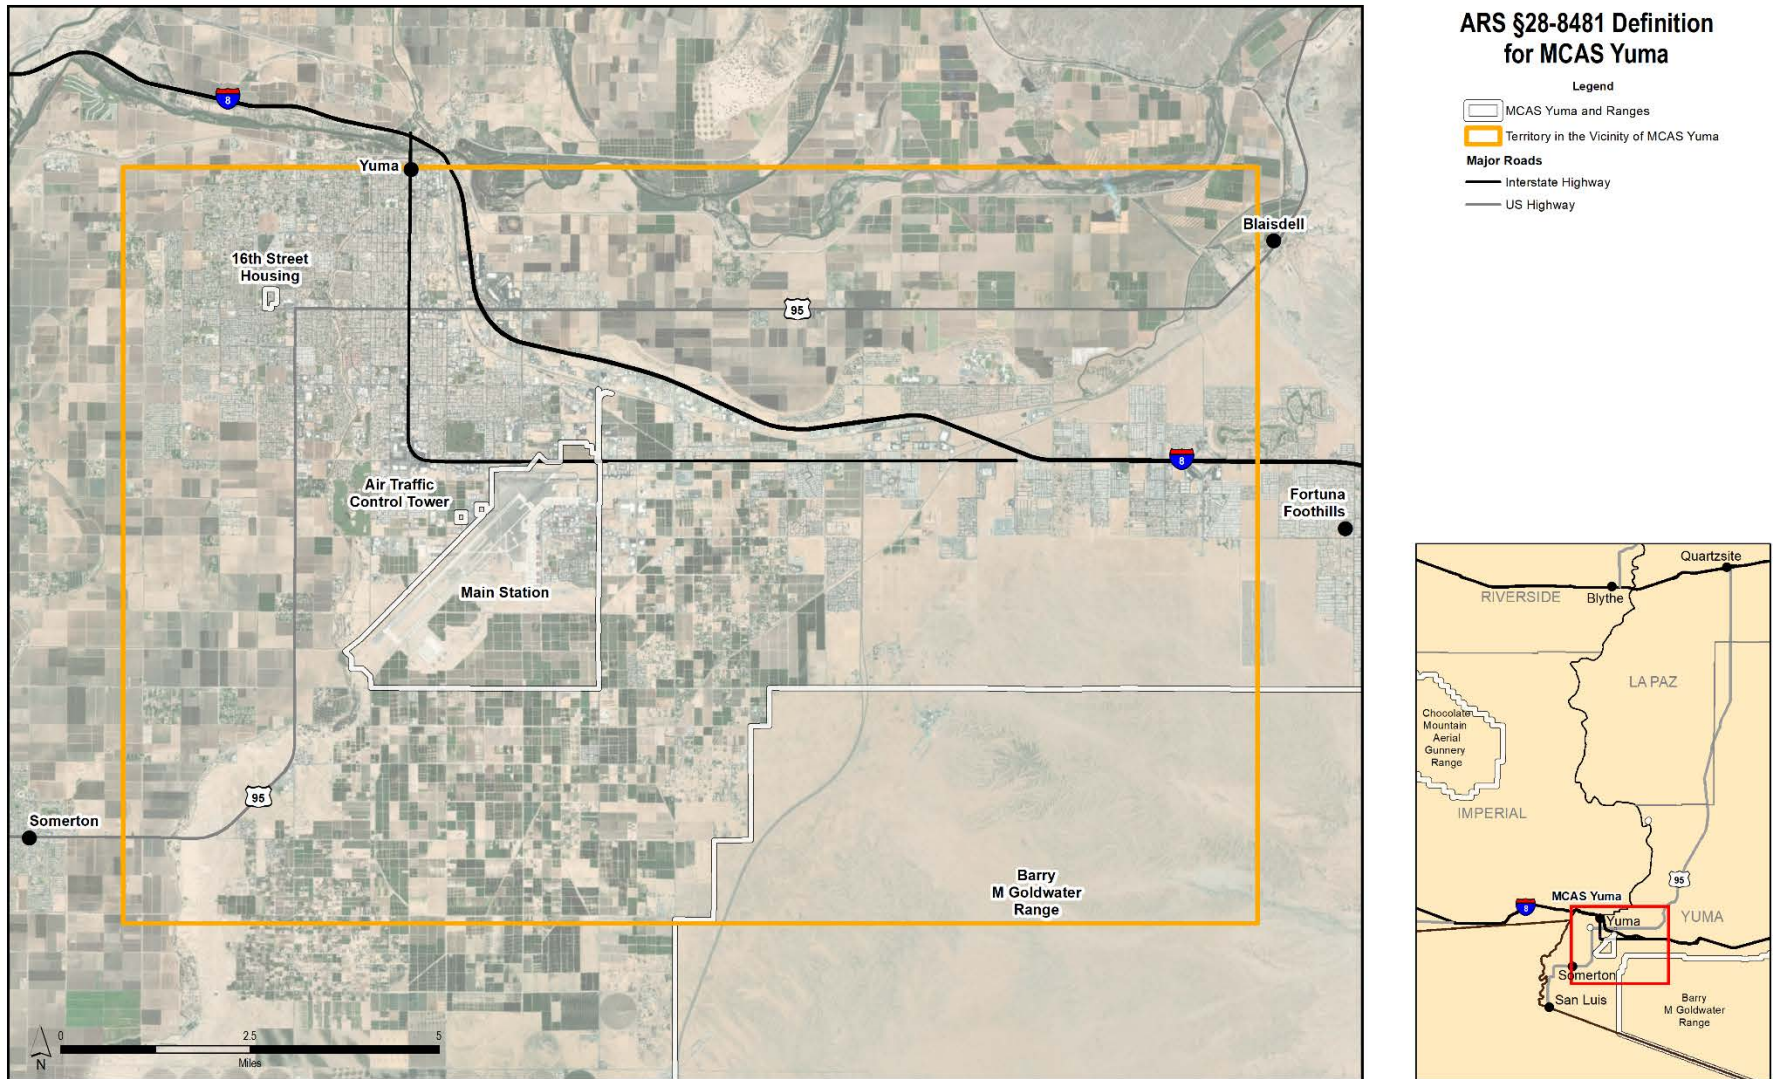 ARS §28-8481 Definition
for MCAS Yuma
Legend
MCAS Yuma and Ranges
Territory in the Vicinity of MCAS Yuma
Major Roads
Interstate Highway
US Highway
8
Yuma
Blaisdell
16th Street
Housing
95
8
Air Traffic
Control Tower
Fortuna
Foothills
Main Station
95
Somerton
Barry
M Goldwater
Range
0
2.5
5
Miles
N
Quartzsite
RIVERSIDE
Blythe
LA PAZ
Chocolate
Mountain
Aerial
Gunnery
Range
IMPERIAL
95
MCAS Yuma
8
Yuma
YUMA
Somerton
San Luis
Barry
M Goldwater
Range